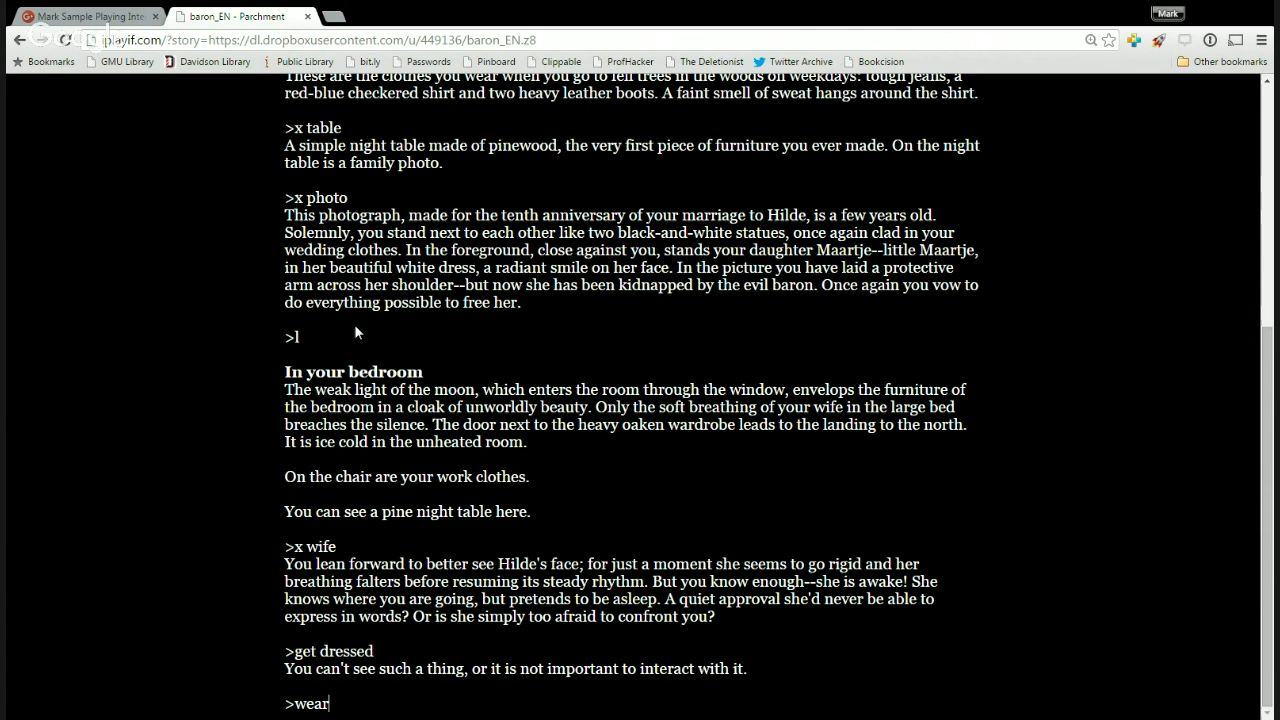 Mark Sample Playing Inte
baron_EN - Parchment
Mark
iplayif.com/?story=https://dl.dropboxusercontent.com/u/449136/baron_EN.z8
Bookmarks GMU Library Davidson Library Public Library bit.ly Passwords Pinboard Clippable ProfHacker The Deletionist Twitter Archive Bookcision Other bookmarks
These are the clothes you wear when you go to fell trees in the woods on weekdays: tough jeans, a
red-blue checkered shirt and two heavy leather boots. A faint smell of sweat hangs around the shirt.
>x table
A simple night table made of pinewood, the very first piece of furniture you ever made. On the night
table is a family photo.
>x photo
This photograph, made for the tenth anniversary of your marriage to Hilde, is a few years old.
Solemnly, you stand next to each other like two black-and-white statues, once again clad in your
wedding clothes. In the foreground, close against you, stands your daughter Maartje--little Maartje,
in her beautiful white dress, a radiant smile on her face. In the picture you have laid a protective
arm across her shoulder--but now she has been kidnapped by the evil baron. Once again you vow to
do everything possible to free her.
>l
In your bedroom
The weak light of the moon, which enters the room through the window, envelops the furniture of
the bedroom in a cloak of unworldly beauty. Only the soft breathing of your wife in the large bed
breaches the silence. The door next to the heavy oaken wardrobe leads to the landing to the north.
It is ice cold in the unheated room.
On the chair are your work clothes.
You can see a pine night table here.
>x wife
You lean forward to better see Hilde's face; for just a moment she seems to go rigid and her
breathing falters before resuming its steady rhythm. But you know enough--she is awake! She
knows where you are going, but pretends to be asleep. A quiet approval she'd never be able to
express in words? Or is she simply too afraid to confront you?
>get dressed
You can't see such a thing, or it is not important to interact with it.
>wear